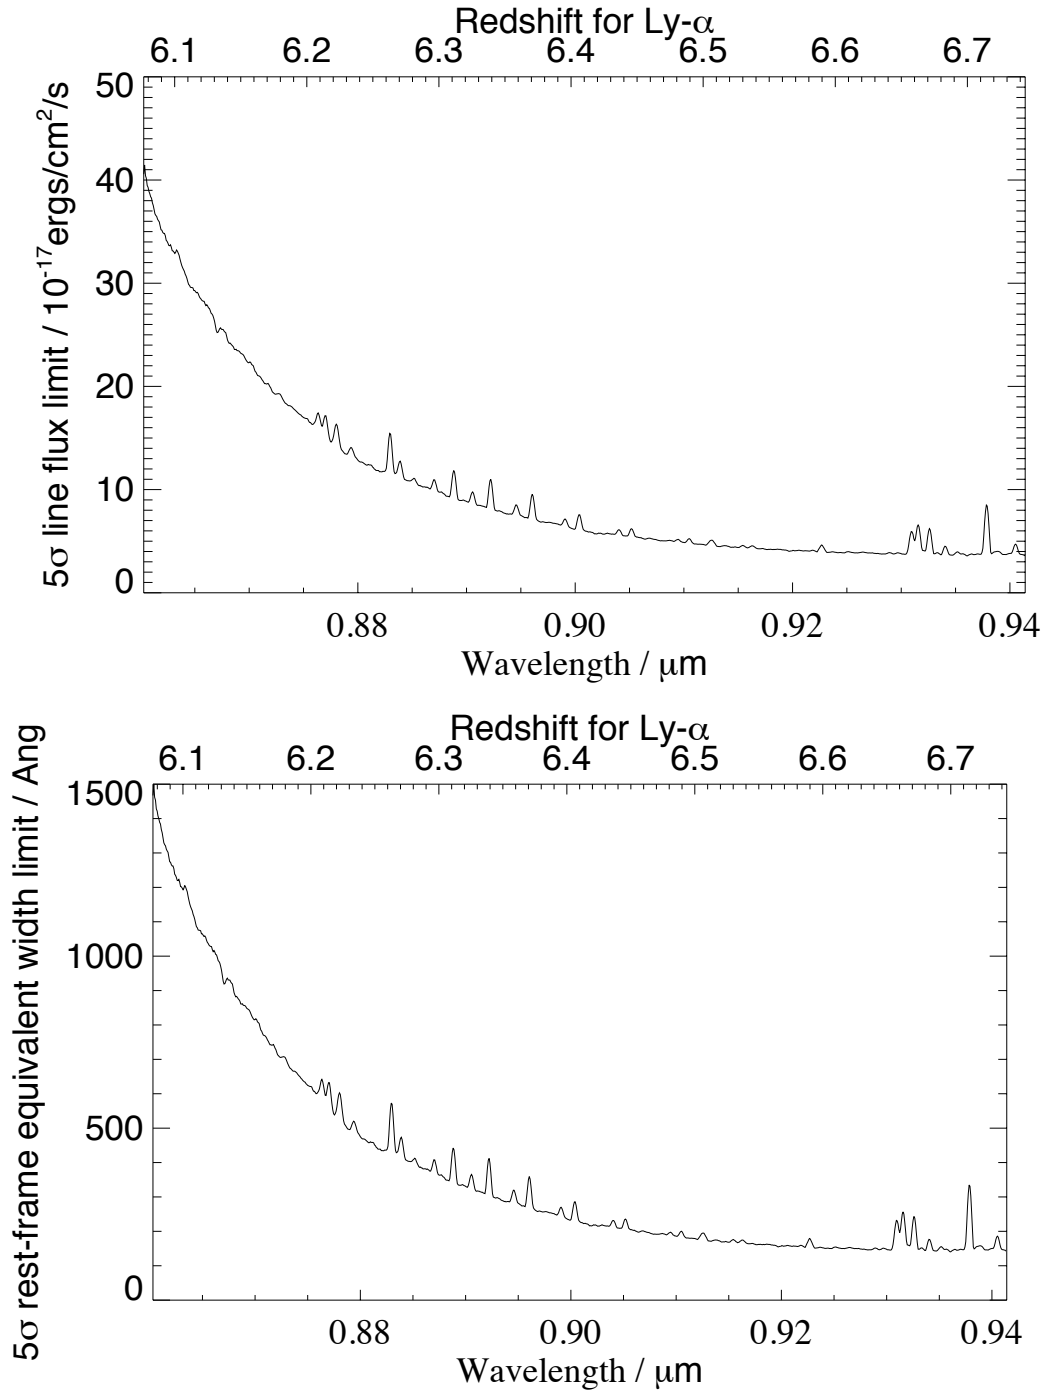 Redshift for Ly-α
6.1 6.2 6.3 6.4 6.5 6.6 6.7
50
40
30
20
10
0
5σ line flux limit / 10⁻¹⁷ergs/cm²/s
0.88 0.90 0.92 0.94
Wavelength / μm
Redshift for Ly-α
6.1 6.2 6.3 6.4 6.5 6.6 6.7
1500
1000
500
0
5σ rest-frame equivalent width limit / Ang
0.88 0.90 0.92 0.94
Wavelength / μm